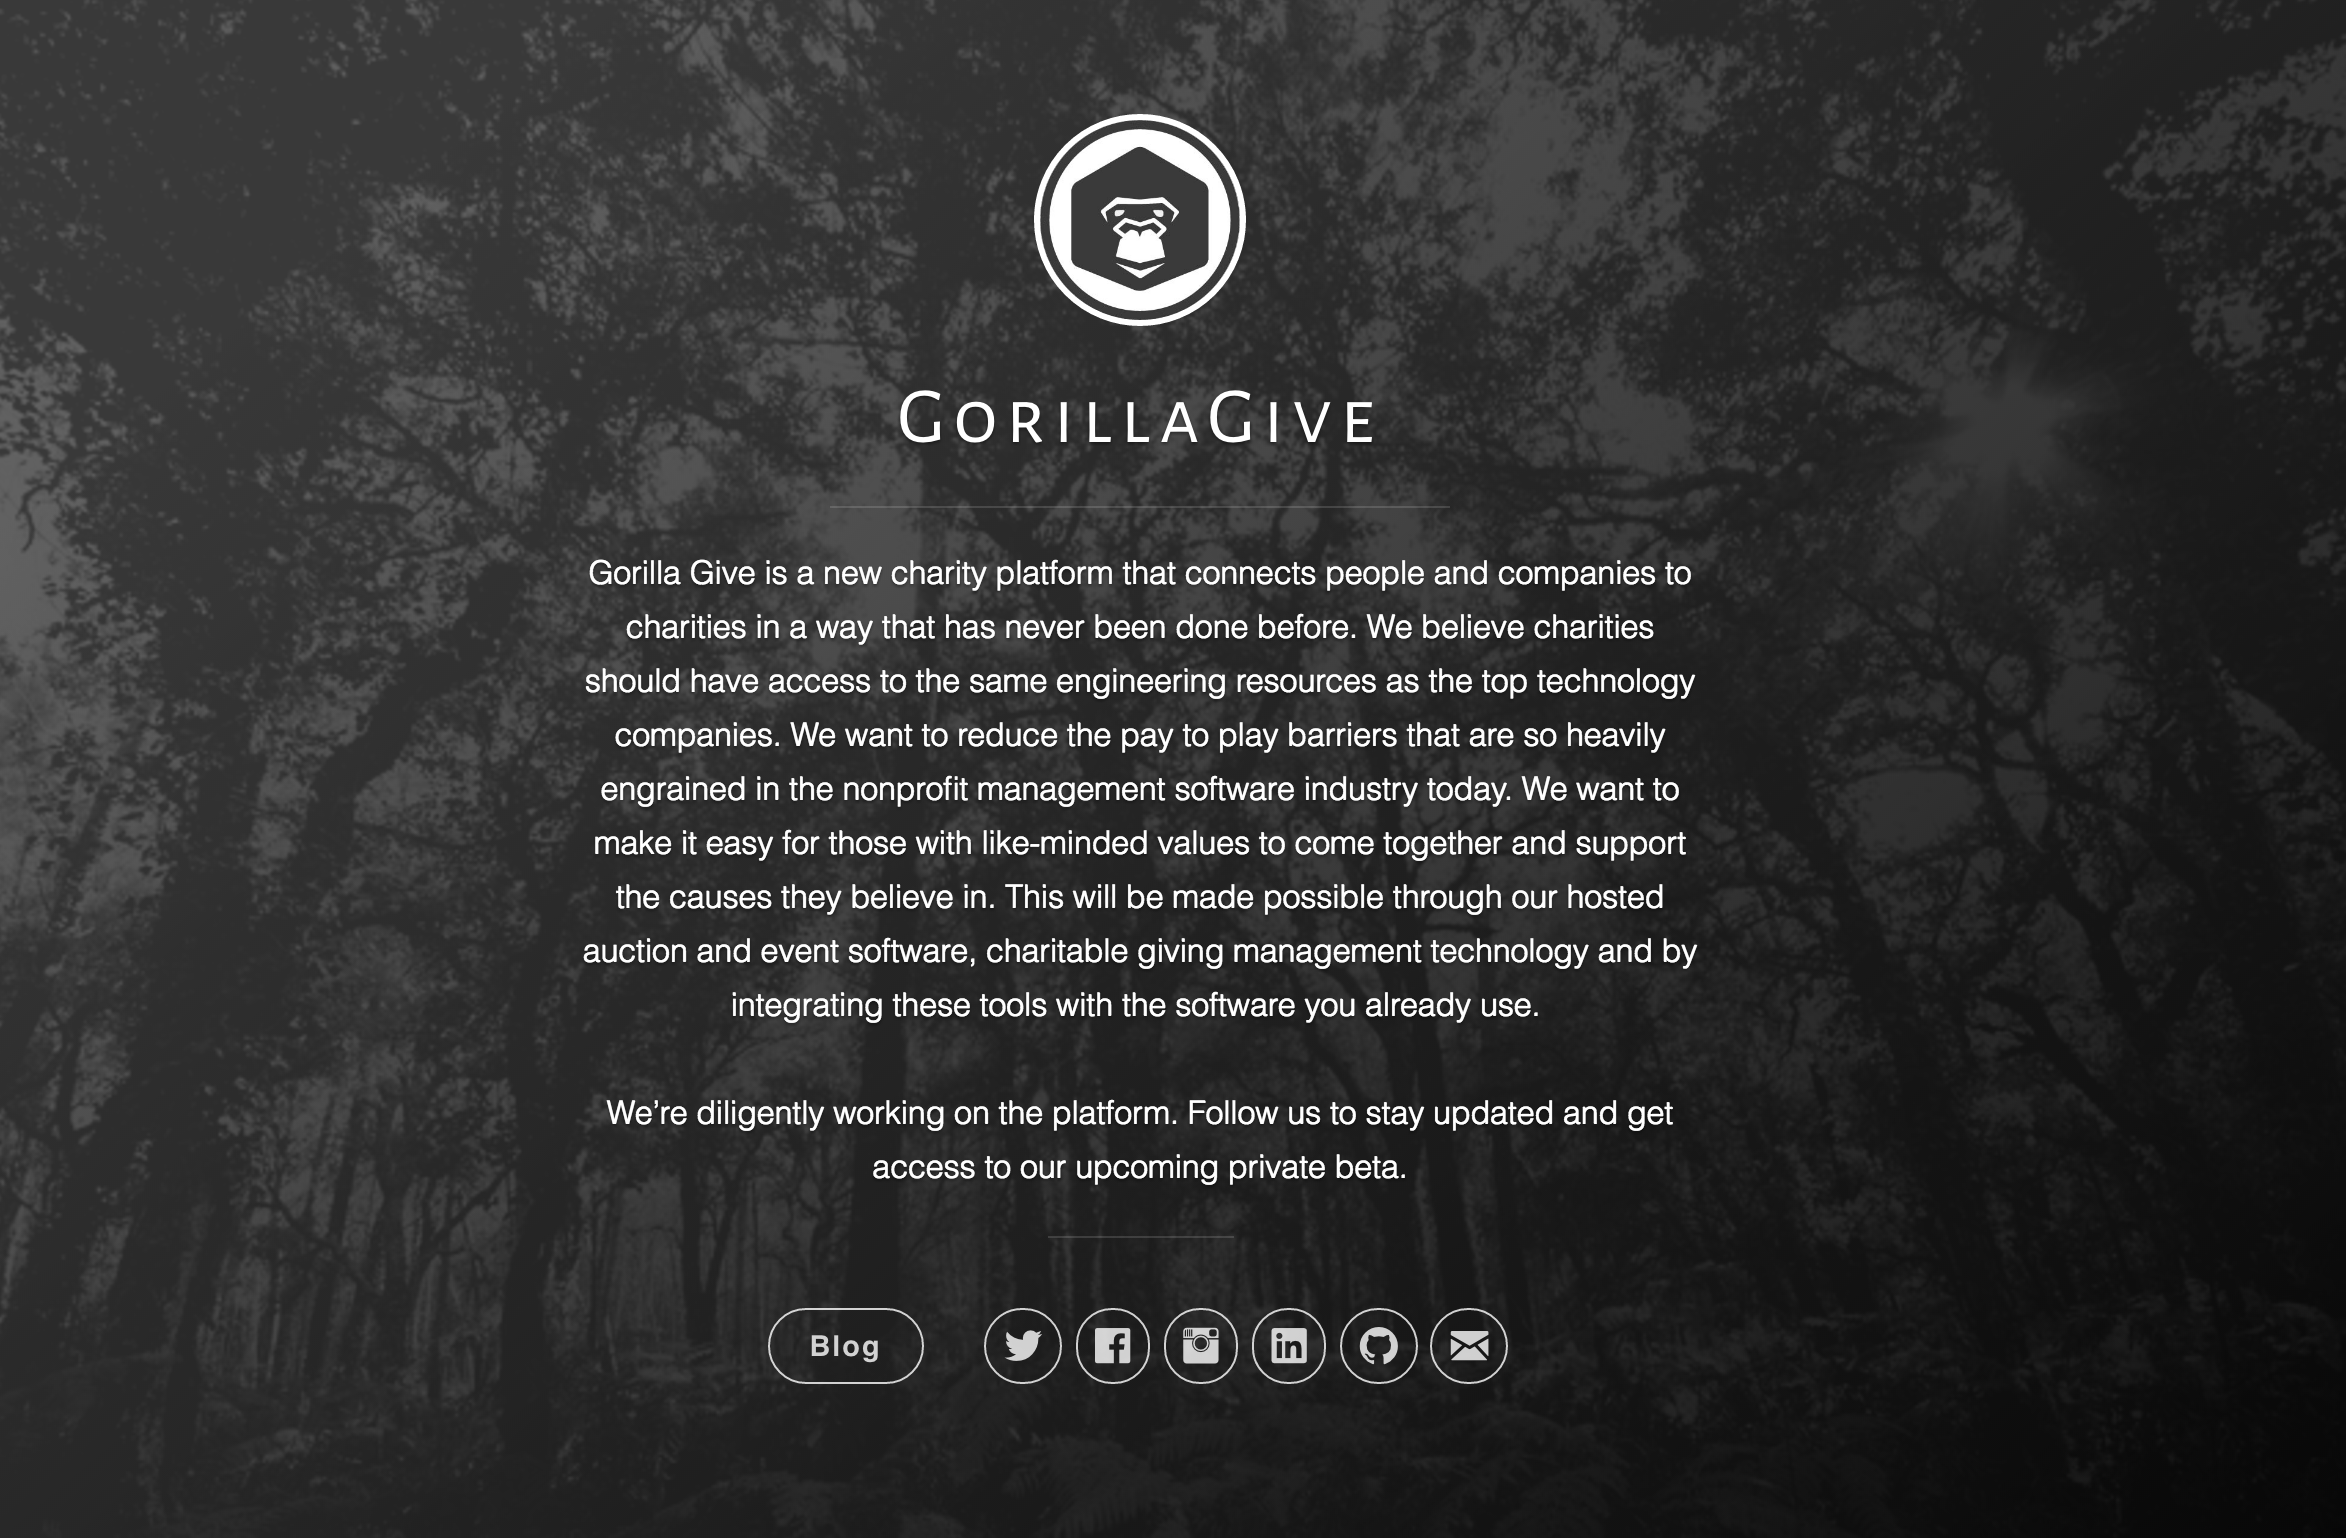 GorillaGive
Gorilla Give is a new charity platform that connects people and companies to
charities in a way that has never been done before. We believe charities
should have access to the same engineering resources as the top technology
companies. We want to reduce the pay to play barriers that are so heavily
engrained in the nonprofit management software industry today. We want to
make it easy for those with like-minded values to come together and support
the causes they believe in. This will be made possible through our hosted
auction and event software, charitable giving management technology and by
integrating these tools with the software you already use.
We’re diligently working on the platform. Follow us to stay updated and get
access to our upcoming private beta.
Blog